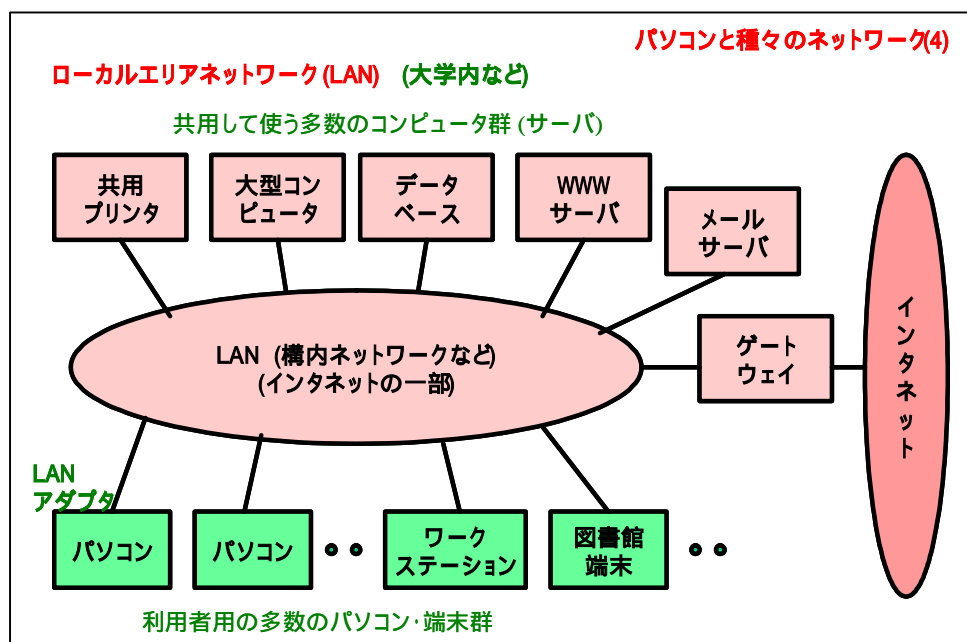 パソコンと種々のネットワーク(4)
ローカルエリアネットワーク(LAN) (大学内など)
共用して使う多数のコンピュータ群(サーバ)
共用
プリンタ
大型コン
ピュータ
データ
ベース
WWW
サーバ
メール
サーバ
LAN (構内ネットワークなど)
(インタネットの一部)
ゲート
ウェイ
インタネット
LAN
アダプタ
パソコン
パソコン
ワーク
ステーション
図書館
端末
利用者用の多数のパソコン・端末群